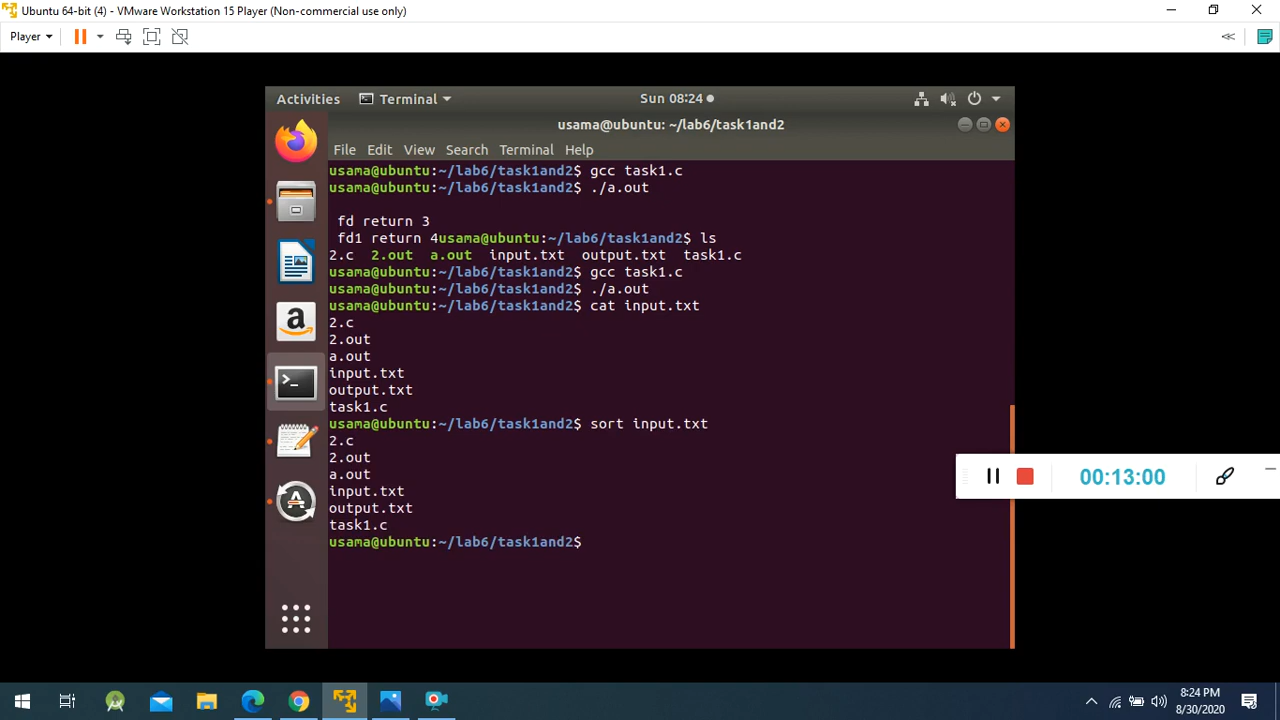 Ubuntu 64-bit (4) - VMware Workstation 15 Player (Non-commercial use only)
Player
Activities Terminal Sun 08:24
usama@ubuntu: ~/lab6/task1and2
File Edit View Search Terminal Help
usama@ubuntu:~/lab6/task1and2$ gcc task1.c
usama@ubuntu:~/lab6/task1and2$ ./a.out
fd return 3
fd1 return 4usama@ubuntu:~/lab6/task1and2$ ls
2.c 2.out a.out input.txt output.txt task1.c
usama@ubuntu:~/lab6/task1and2$ gcc task1.c
usama@ubuntu:~/lab6/task1and2$ ./a.out
usama@ubuntu:~/lab6/task1and2$ cat input.txt
2.c
2.out
a.out
input.txt
output.txt
task1.c
usama@ubuntu:~/lab6/task1and2$ sort input.txt
2.c
2.out
a.out
input.txt
output.txt
task1.c
usama@ubuntu:~/lab6/task1and2$
00:13:00
8:24 PM
8/30/2020